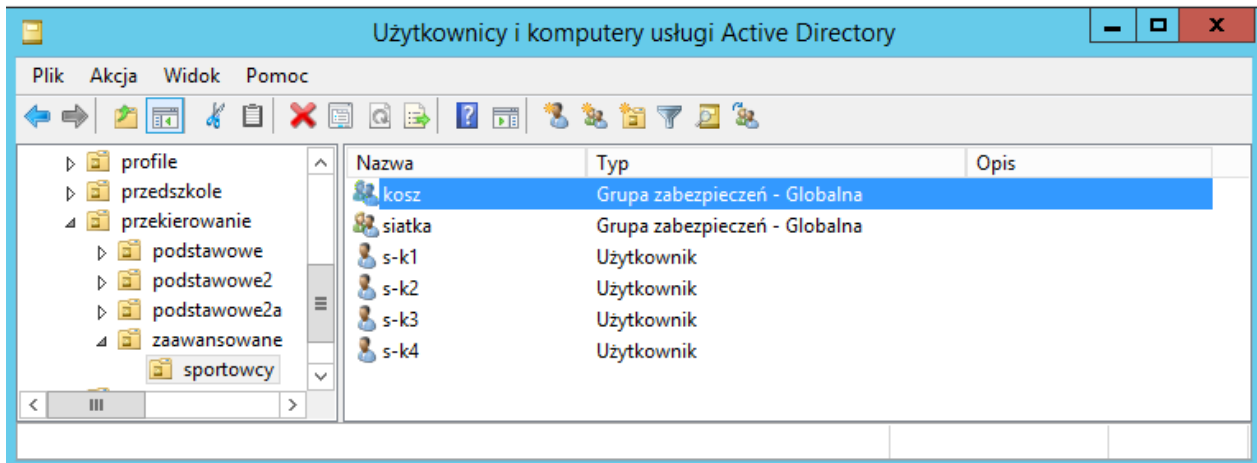 Użytkownicy i komputery usługi Active Directory
Plik Akcja Widok Pomoc
profile
przedszkole
przekierowanie
podstawowe
podstawowe2
podstawowe2a
zaawansowane
sportowcy
Nazwa Typ Opis
kosz Grupa zabezpieczeń - Globalna
siatka Grupa zabezpieczeń - Globalna
s-k1 Użytkownik
s-k2 Użytkownik
s-k3 Użytkownik
s-k4 Użytkownik